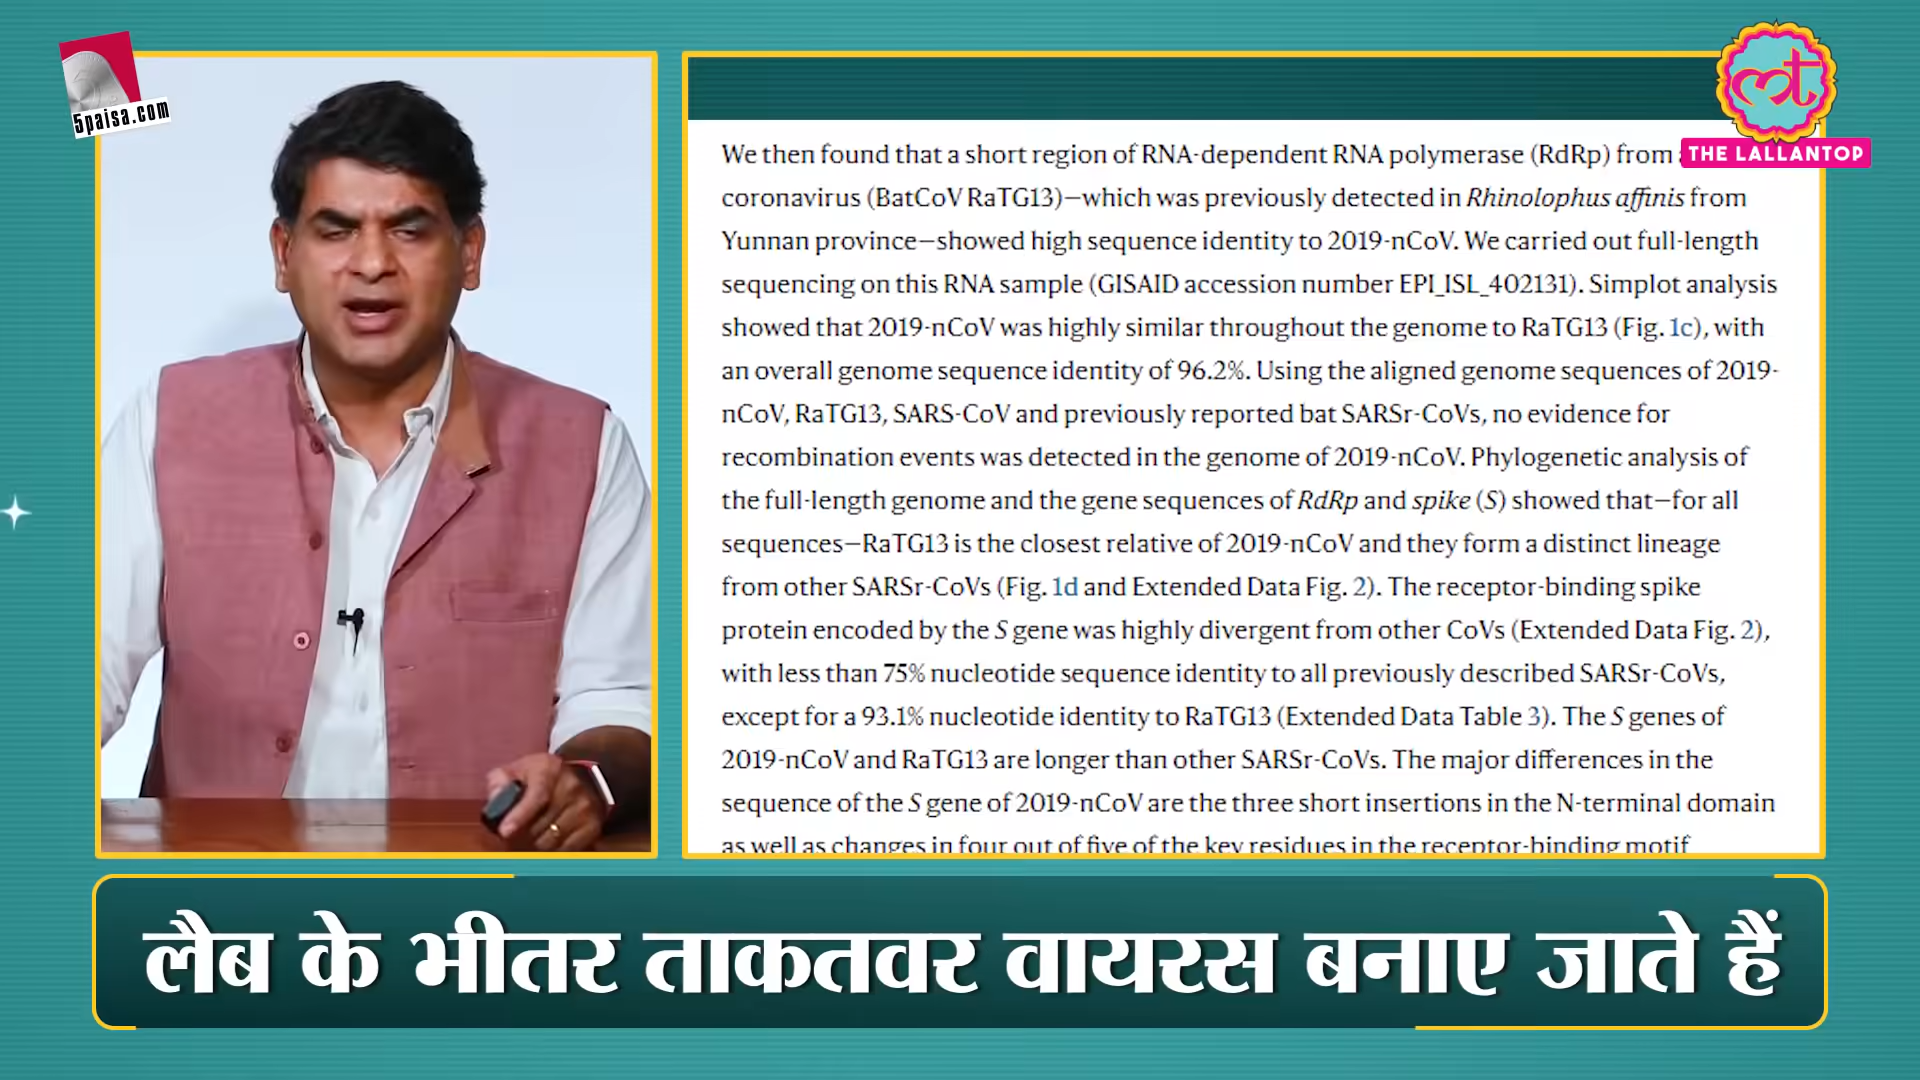 5paisa.com
लт
THE LALLANTOP
We then found that a short region of RNA-dependent RNA polymerase (RdRp) from
coronavirus (BatCoV RaTG13)—which was previously detected in Rhinolophus affinis from
Yunnan province—showed high sequence identity to 2019-nCoV. We carried out full-length
sequencing on this RNA sample (GISAID accession number EPI_ISL_402131). Simplot analysis
showed that 2019-nCoV was highly similar throughout the genome to RaTG13 (Fig. 1c), with
an overall genome sequence identity of 96.2%. Using the aligned genome sequences of 2019-
nCoV, RaTG13, SARS-CoV and previously reported bat SARSr-CoVs, no evidence for
recombination events was detected in the genome of 2019-nCoV. Phylogenetic analysis of
the full-length genome and the gene sequences of RdRp and spike (S) showed that—for all
sequences—RaTG13 is the closest relative of 2019-nCoV and they form a distinct lineage
from other SARSr-CoVs (Fig. 1d and Extended Data Fig. 2). The receptor-binding spike
protein encoded by the S gene was highly divergent from other CoVs (Extended Data Fig. 2),
with less than 75% nucleotide sequence identity to all previously described SARSr-CoVs,
except for a 93.1% nucleotide identity to RaTG13 (Extended Data Table 3). The S genes of
2019-nCoV and RaTG13 are longer than other SARSr-CoVs. The major differences in the
sequence of the S gene of 2019-nCoV are the three short insertions in the N-terminal domain
as well as changes in four out of five of the key residues in the receptor-binding motif
लैब के भीतर ताकतवर वायरस बनाए जाते हैं